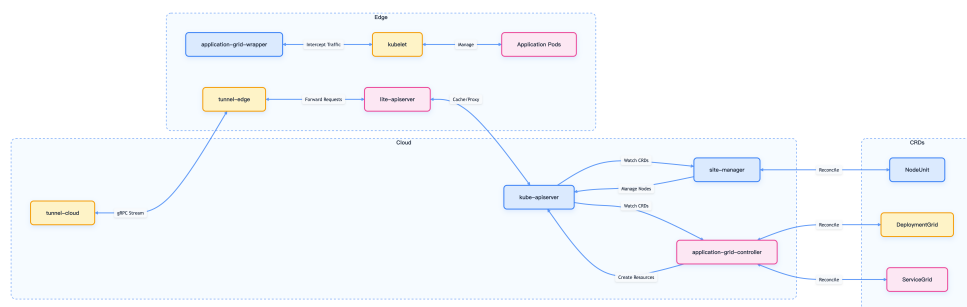 Edge
application-grid-wrapper
Intercept Traffic
kubelet
Manage
Application Pods
tunnel-edge
Forward Requests
lite-apiserver
Cache/Proxy
Cloud
CRDs
Watch CRDs
site-manager
Reconcile
NodeUnit
Manage Nodes
kube-apiserver
Watch CRDs
tunnel-cloud
gRPC Stream
Reconcile
DeploymentGrid
application-grid-controller
Create Resources
Reconcile
ServiceGrid